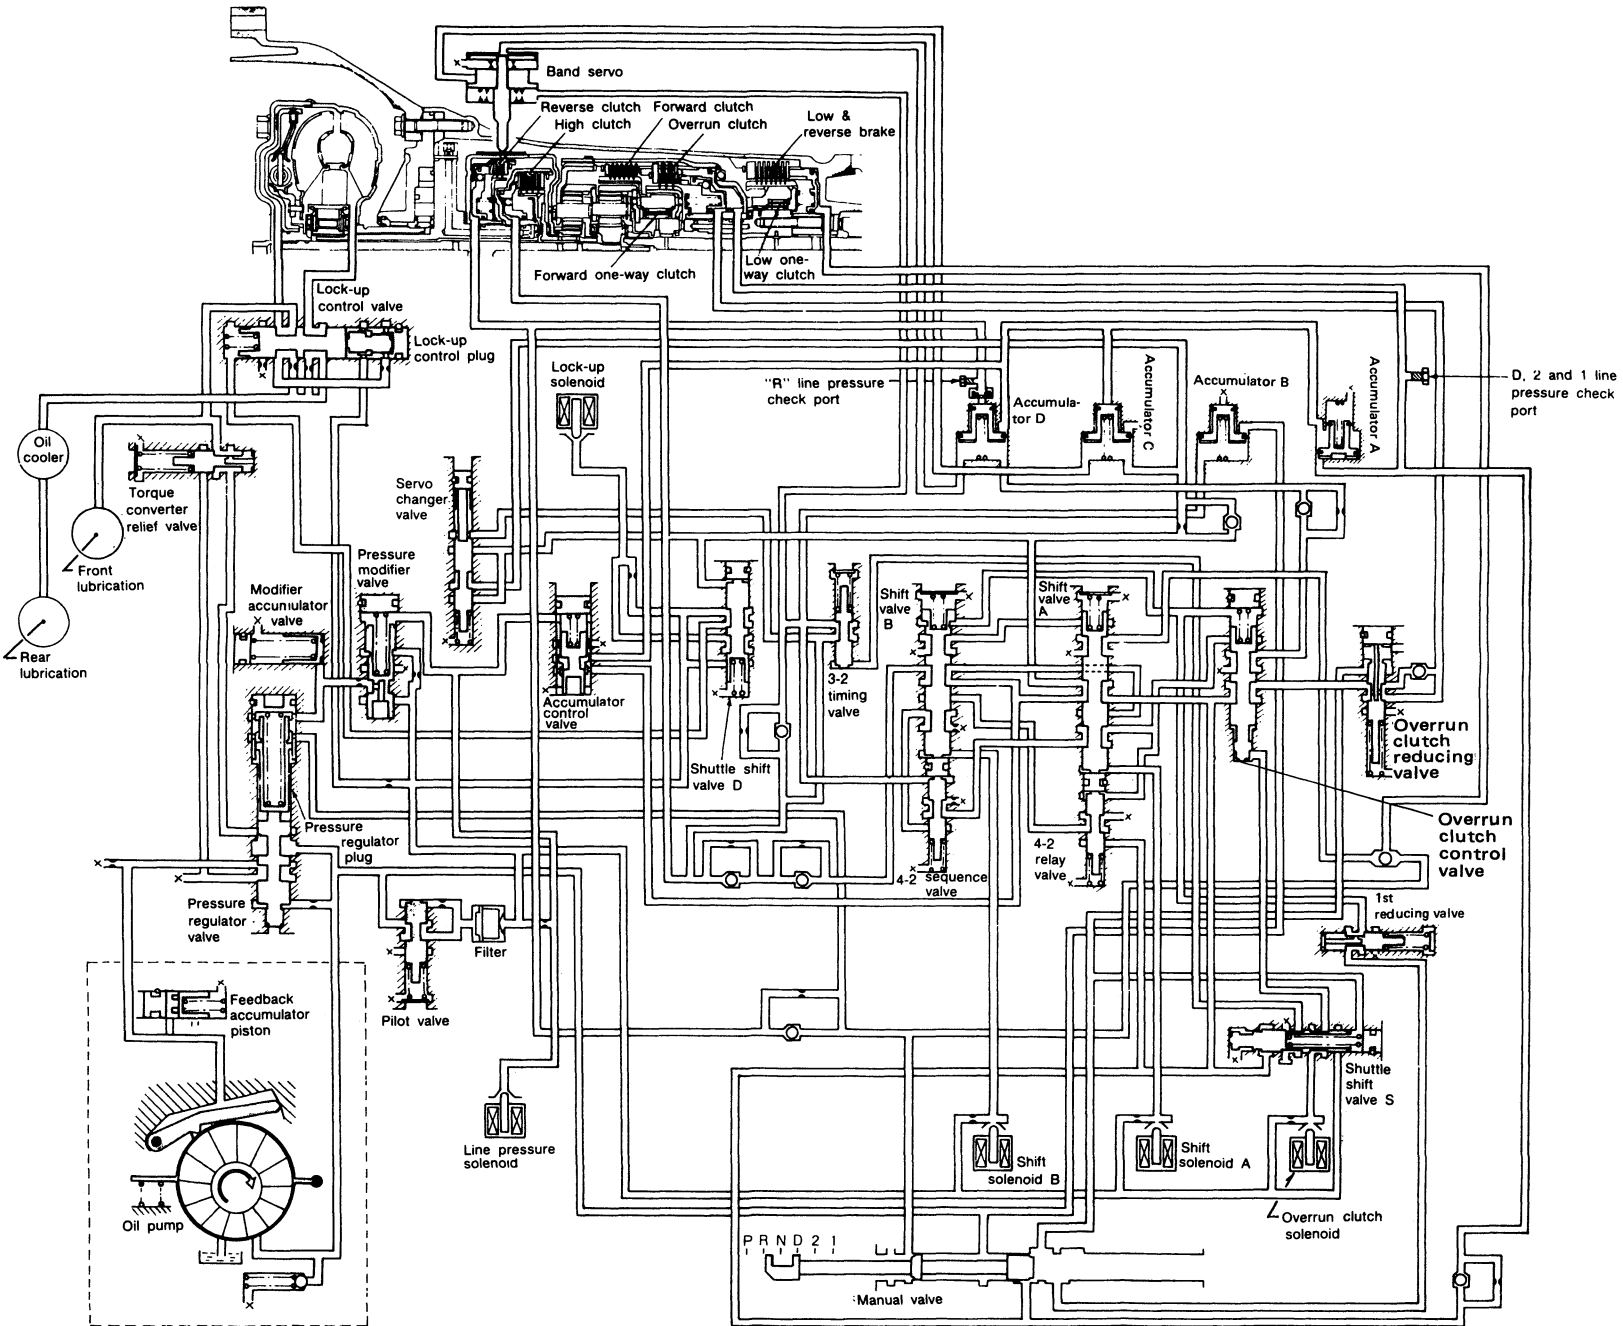 Band servo
Reverse clutch
High clutch
Forward clutch
Overrun clutch
Low &
reverse brake
Forward one-way clutch
Low one-
way clutch
Lock-up
control valve
Lock-up
control plug
Lock-up
solenoid
"R" line pressure
check port
Accumula-
tor D
Accumulator C
Accumulator B
Accumulator A
D, 2 and 1 line
pressure check
port
Oil
cooler
Torque
converter
relief valve
Front
lubrication
Rear
lubrication
Servo
changer
valve
Pressure
modifier
valve
Modifier
accumulator
valve
Accumulator
control
valve
Shuttle shift
valve D
3-2
timing
valve
Shift
valve
B
Shift
valve
A
Overrun
clutch
reducing
valve
Overrun
clutch
control
valve
Pressure
regulator
plug
Pressure
regulator
valve
4-2 sequence
valve
4-2
relay
valve
1st
reducing valve
Filter
Pilot valve
Feedback
accumulator
piston
Oil pump
Line pressure
solenoid
Shift
solenoid B
Shift
solenoid A
Overrun clutch
solenoid
Shuttle
shift
valve S
P R N D 2 1
Manual valve